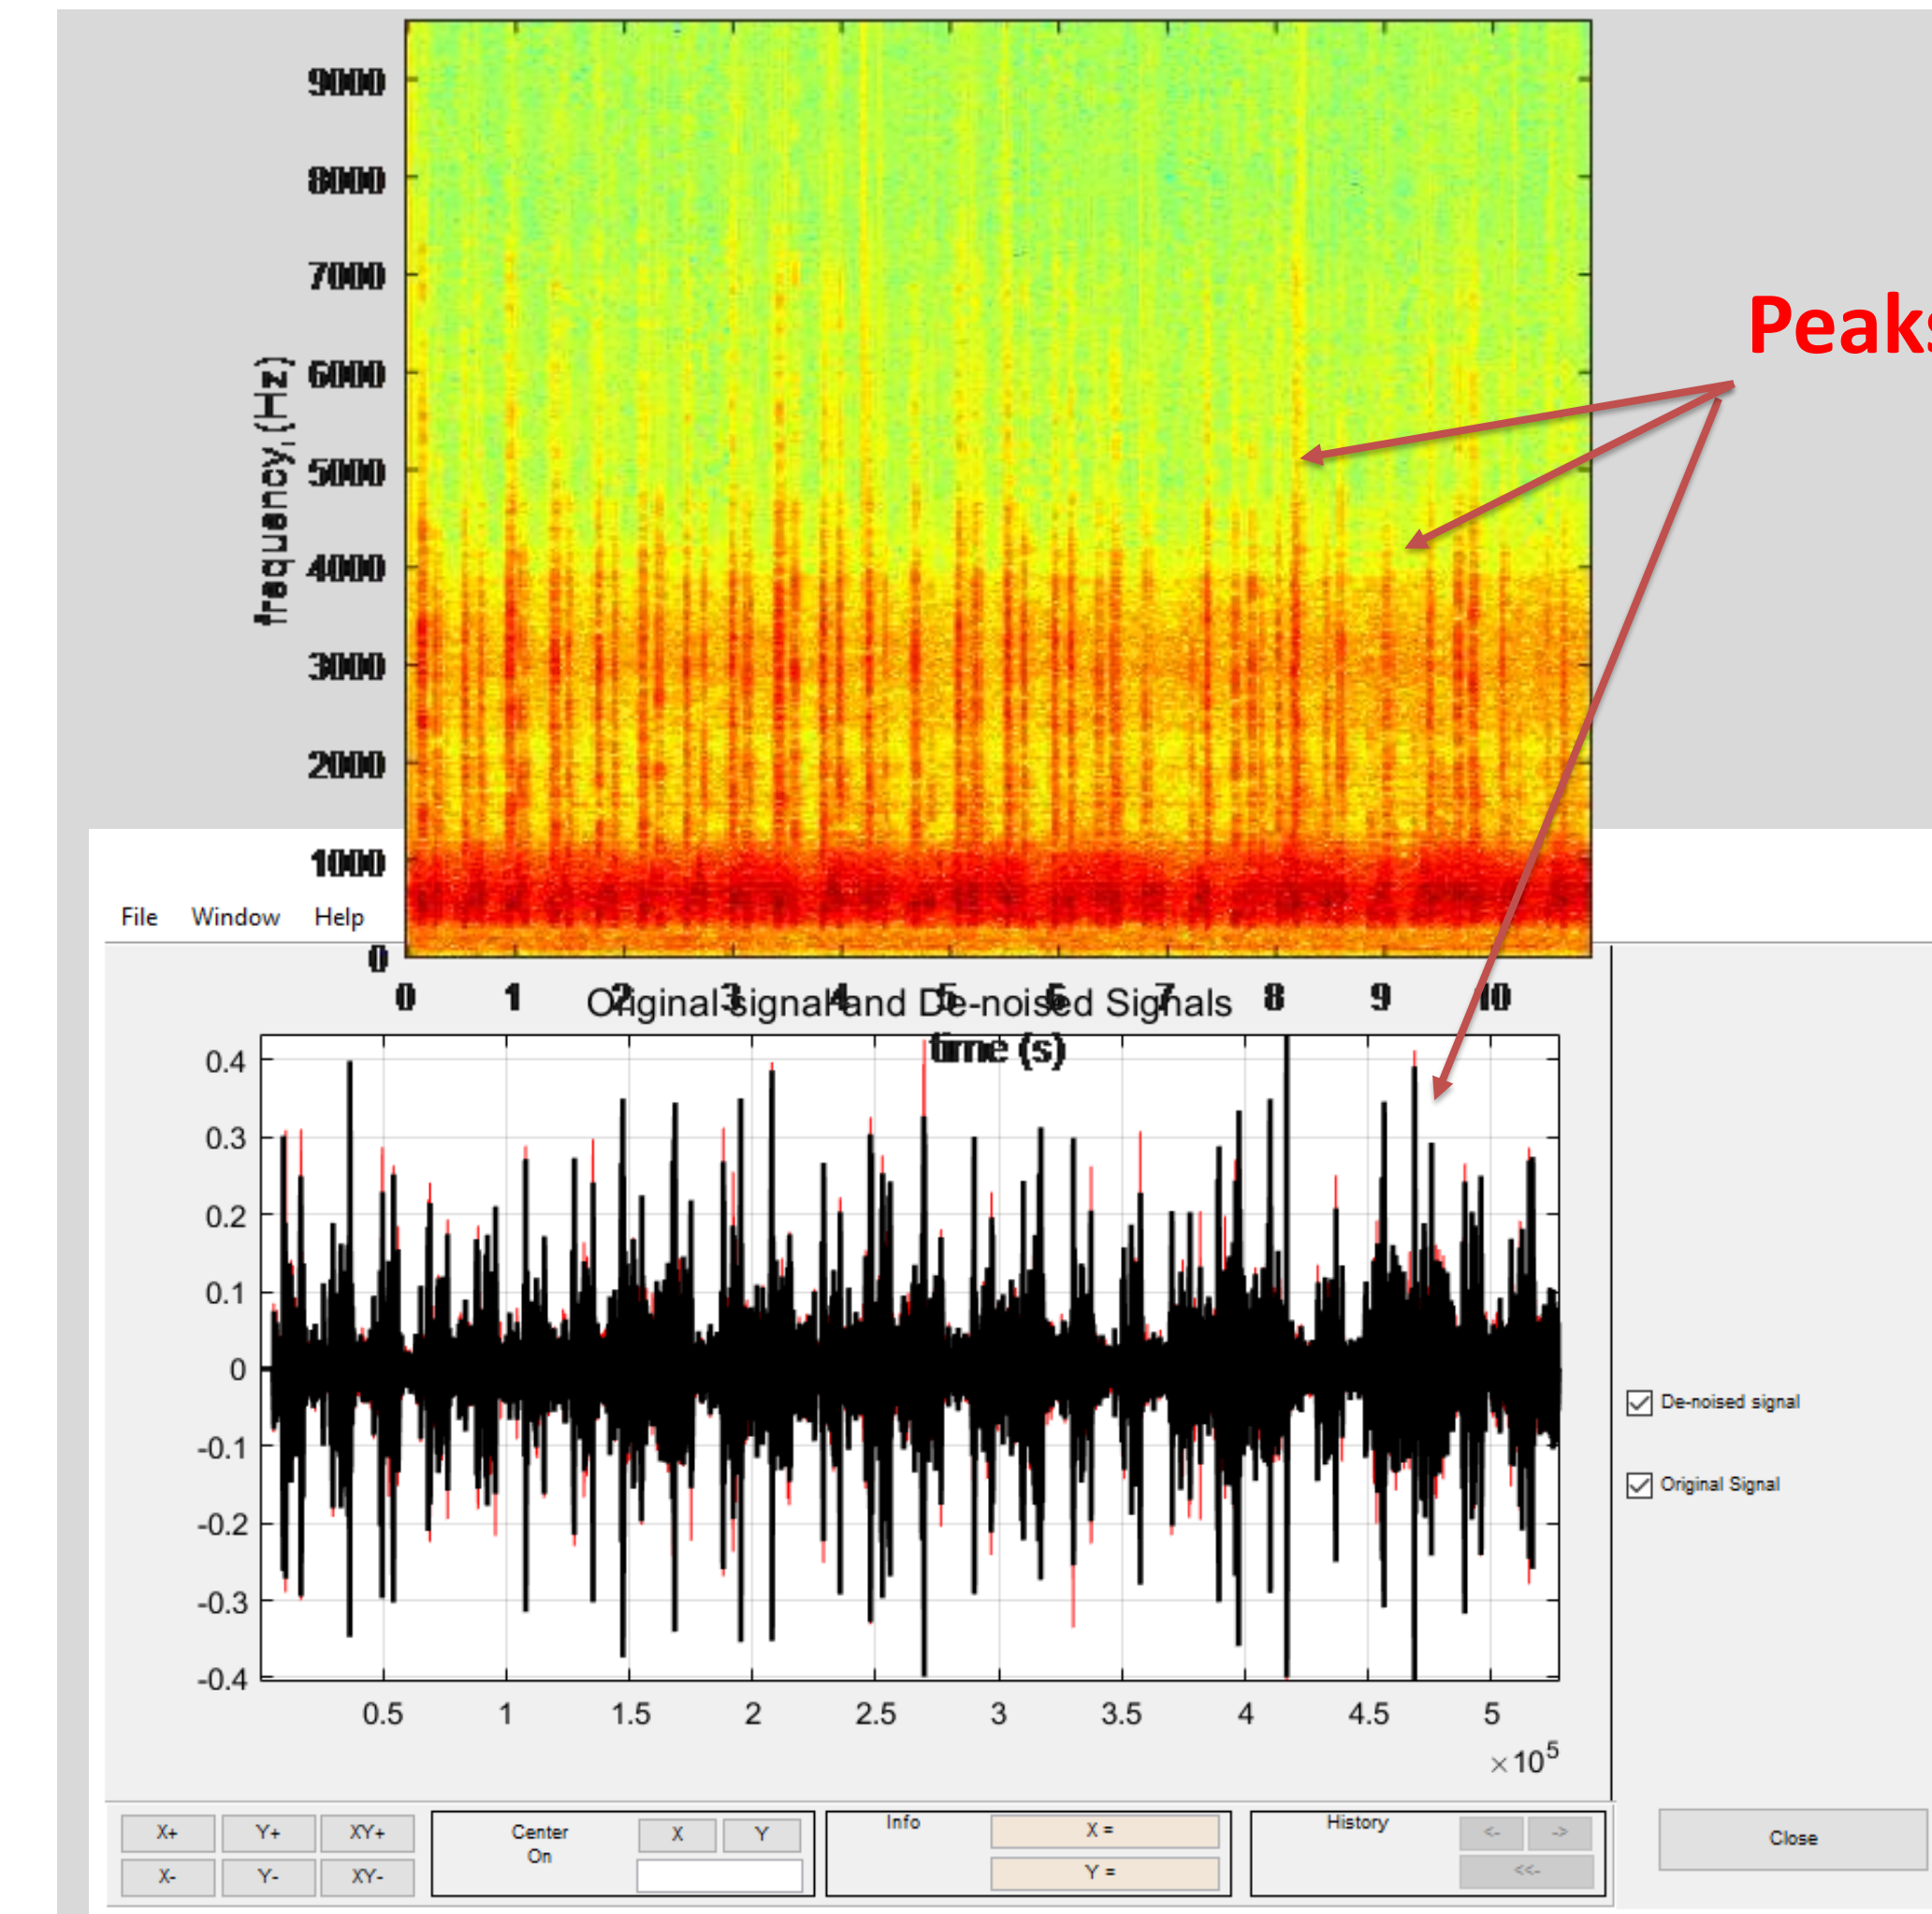 9000
8000
7000
6000
5000
4000
3000
2000
1000
0
frequency, (Hz)
Peaks
File Window Help
0 1 2 3 4 5 6 7 8 9 10
Original signal and De-noised Signals
time (s)
0.4
0.3
0.2
0.1
0
-0.1
-0.2
-0.3
-0.4
0.5 1 1.5 2 2.5 3 3.5 4 4.5 5
×10⁵
De-noised signal
Original Signal
X+ Y+ XY+
X- Y- XY-
Center
On
X Y
Info
X =
Y =
History
<- ->
<<-
Close